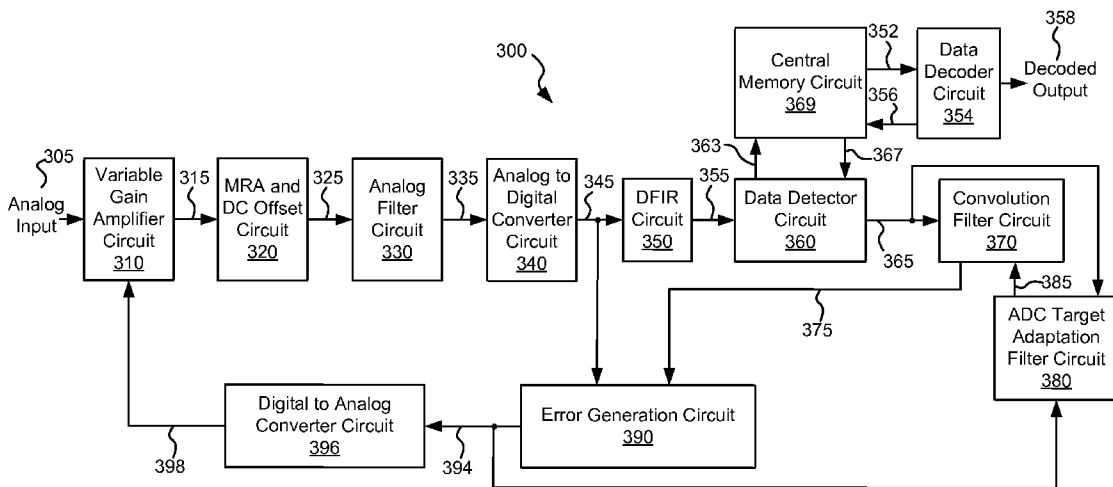 300
352
358
Central
Memory Circuit
369
Data
Decoder
Circuit
354
Decoded
Output
356
363
367
305
Analog
Input
Variable
Gain
Amplifier
Circuit
310
315
MRA and
DC Offset
Circuit
320
325
Analog
Filter
Circuit
330
335
Analog to
Digital
Converter
Circuit
340
345
DFIR
Circuit
350
355
Data Detector
Circuit
360
365
Convolution
Filter Circuit
370
375
385
ADC Target
Adaptation
Filter Circuit
380
Digital to Analog
Converter Circuit
396
398
394
Error Generation Circuit
390